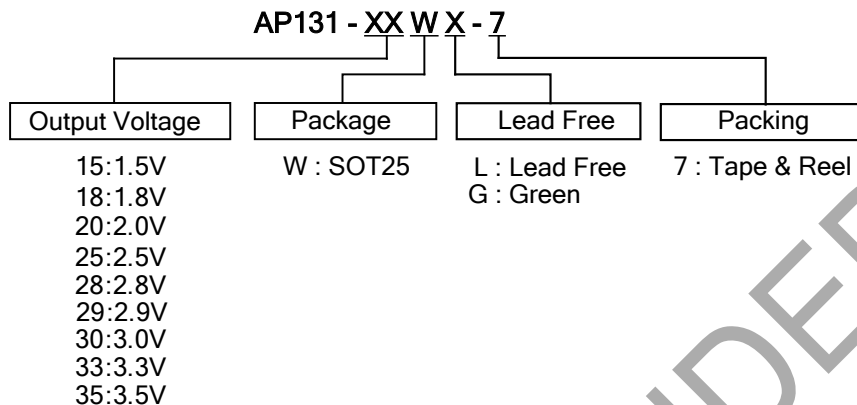 AP131 - XX W X - 7
Output Voltage
15:1.5V
18:1.8V
20:2.0V
25:2.5V
28:2.8V
29:2.9V
30:3.0V
33:3.3V
35:3.5V
Package
W : SOT25
Lead Free
L : Lead Free
G : Green
Packing
7 : Tape & Reel
NDE